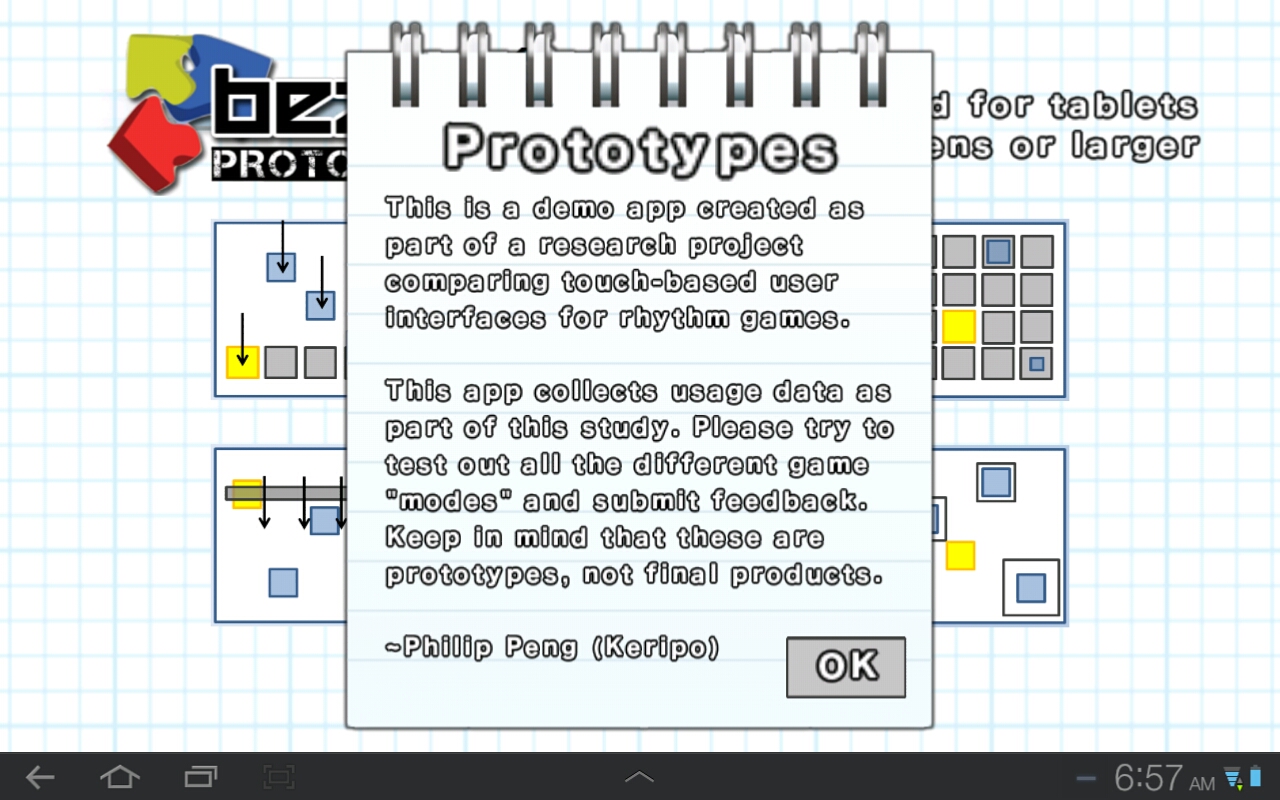 d for tablets
ens or larger
PROTO
Prototypes
This is a demo app created as
part of a research project
comparing touch-based user
interfaces for rhythm games.
This app collects usage data as
part of this study. Please try to
test out all the different game
"modes" and submit feedback.
Keep in mind that these are
prototypes, not final products.
~Philip Peng (Keripo)
OK
6:57 AM